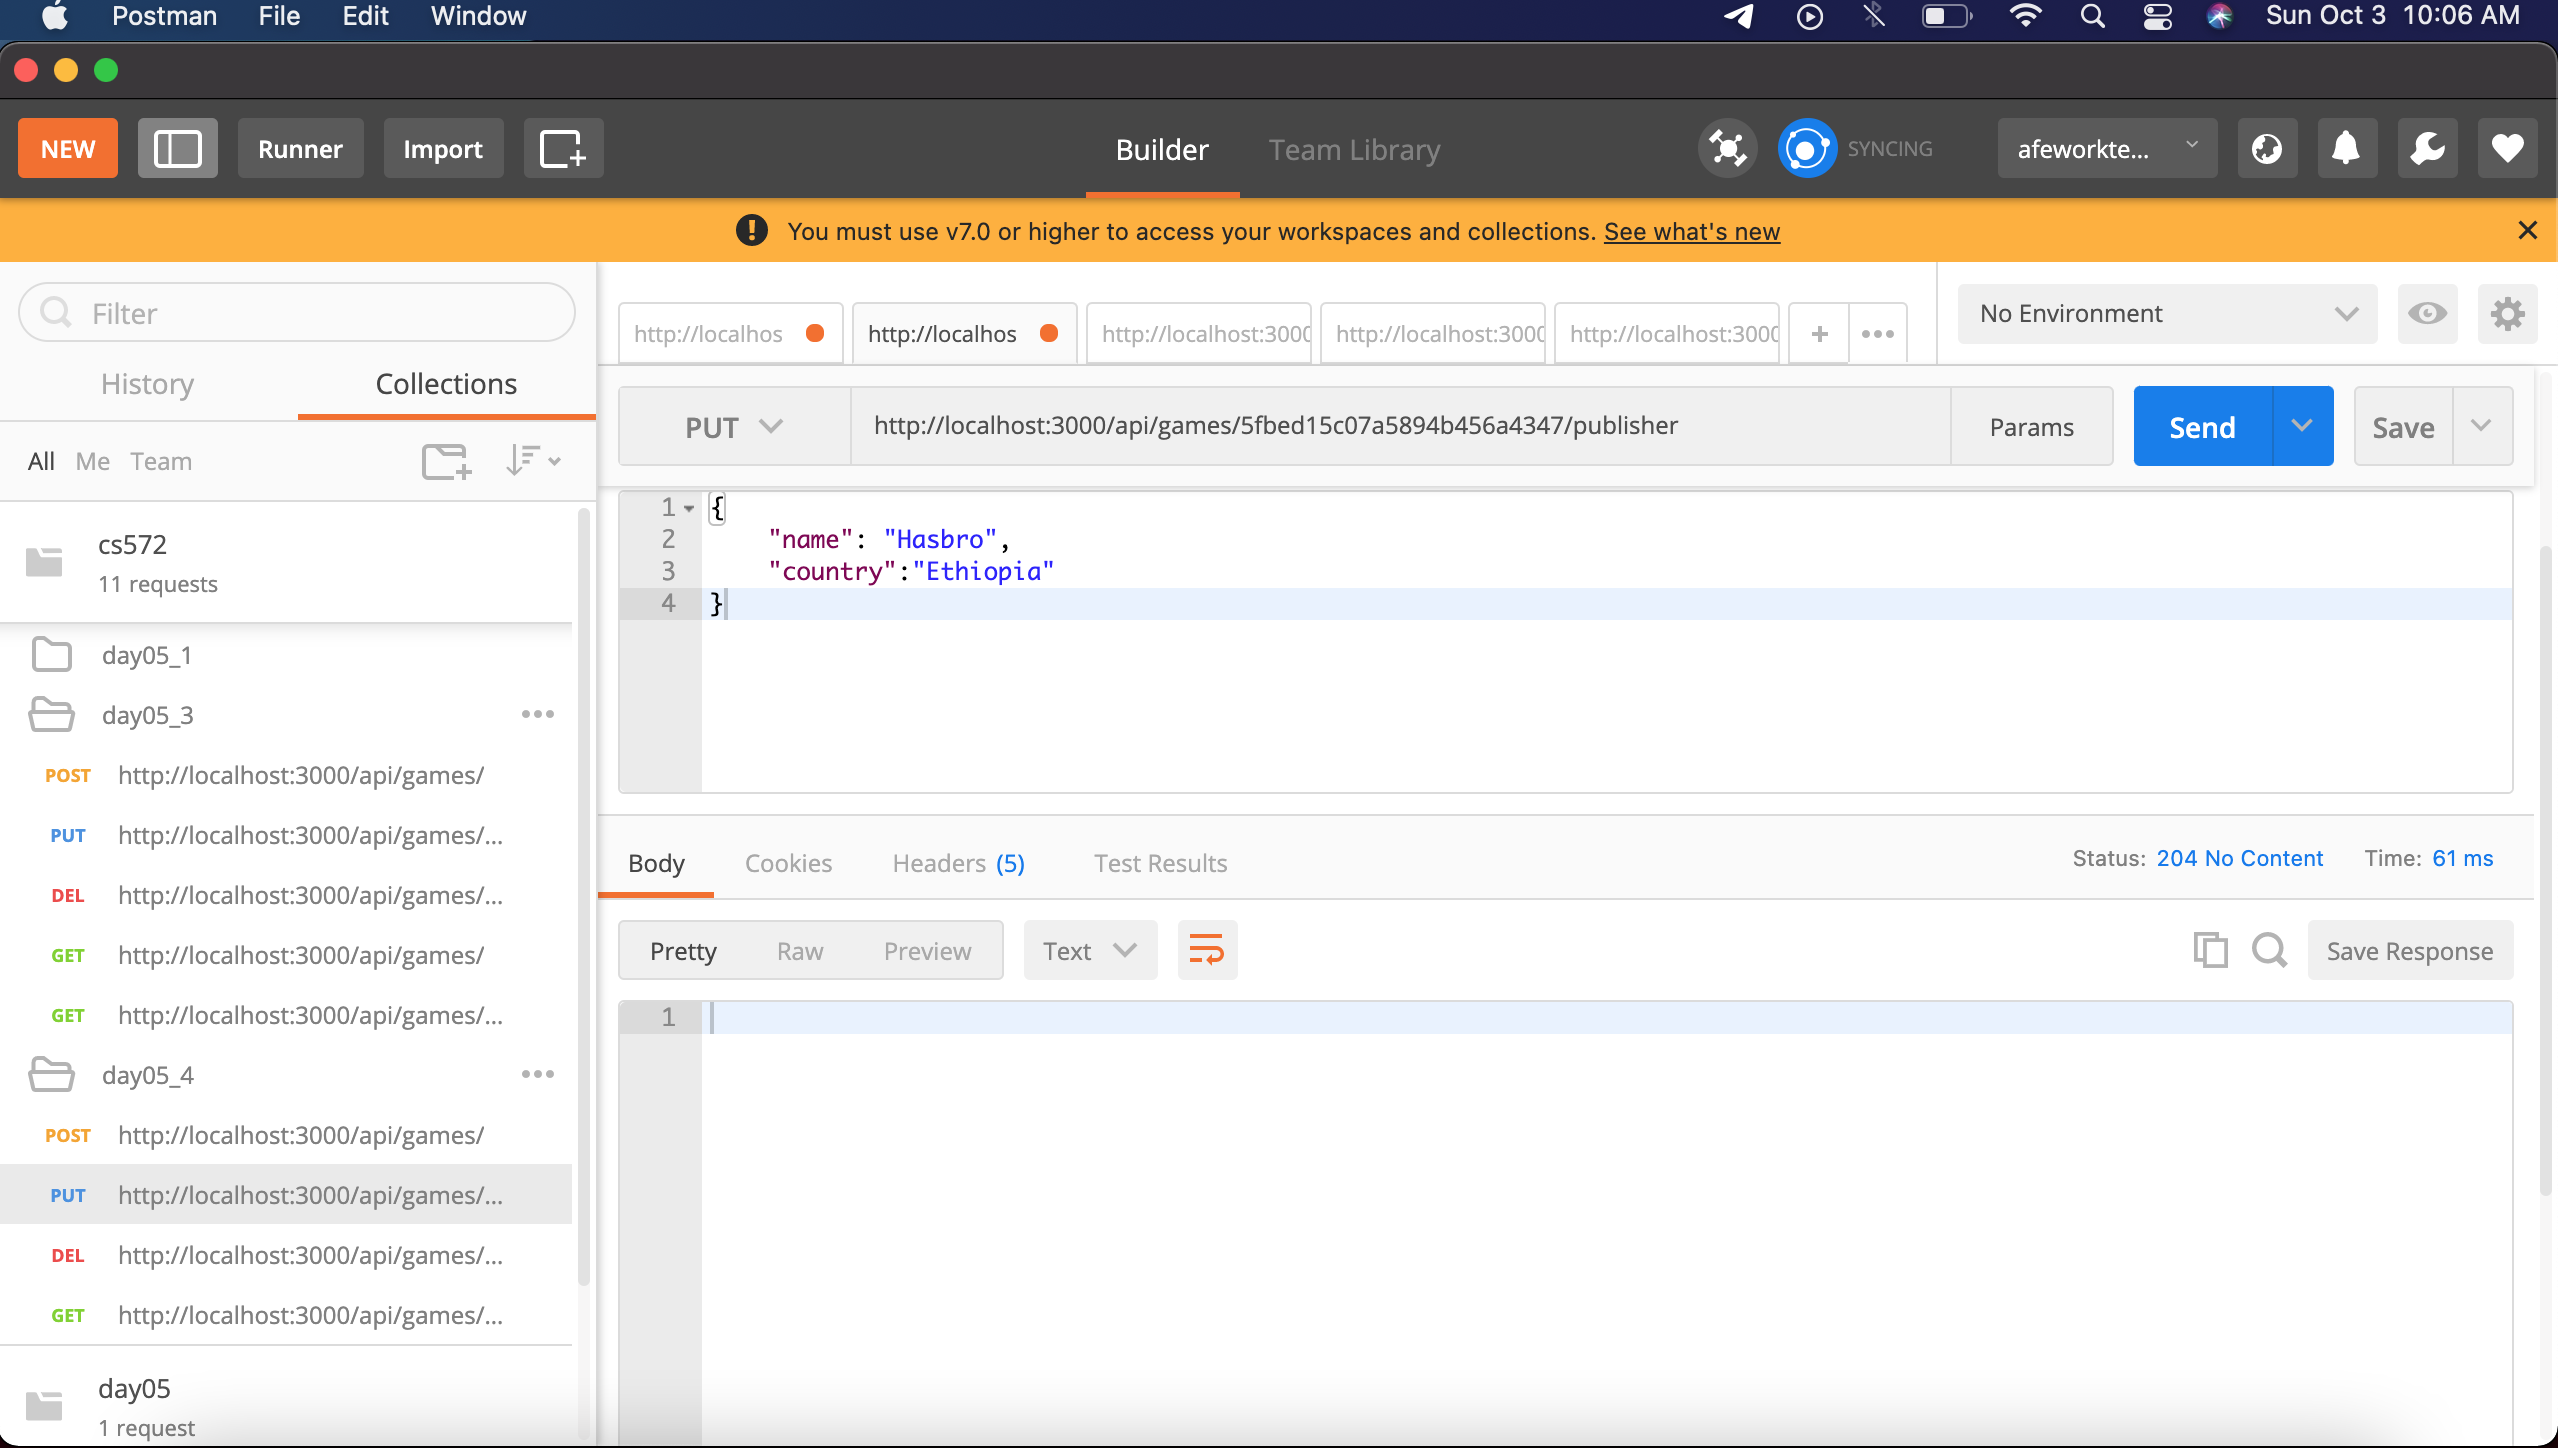 Postman File Edit Window Sun Oct 3 10:06 AM
NEW Runner Import Builder Team Library SYNCING afeworkte...
You must use v7.0 or higher to access your workspaces and collections. See what's new
Filter
http://localhos http://localhos http://localhost:3000 http://localhost:3000 http://localhost:3000 + No Environment
History Collections
PUT http://localhost:3000/api/games/5fbed15c07a5894b456a4347/publisher Params Send Save
All Me Team
1 {
2 "name": "Hasbro",
3 "country":"Ethiopia"
4 }
cs572
11 requests
day05_1
day05_3
POST http://localhost:3000/api/games/
PUT http://localhost:3000/api/games/...
DEL http://localhost:3000/api/games/...
GET http://localhost:3000/api/games/
GET http://localhost:3000/api/games/...
day05_4
POST http://localhost:3000/api/games/
PUT http://localhost:3000/api/games/...
DEL http://localhost:3000/api/games/...
GET http://localhost:3000/api/games/...
day05
1 request
Body Cookies Headers (5) Test Results Status: 204 No Content Time: 61 ms
Pretty Raw Preview Text Save Response
1